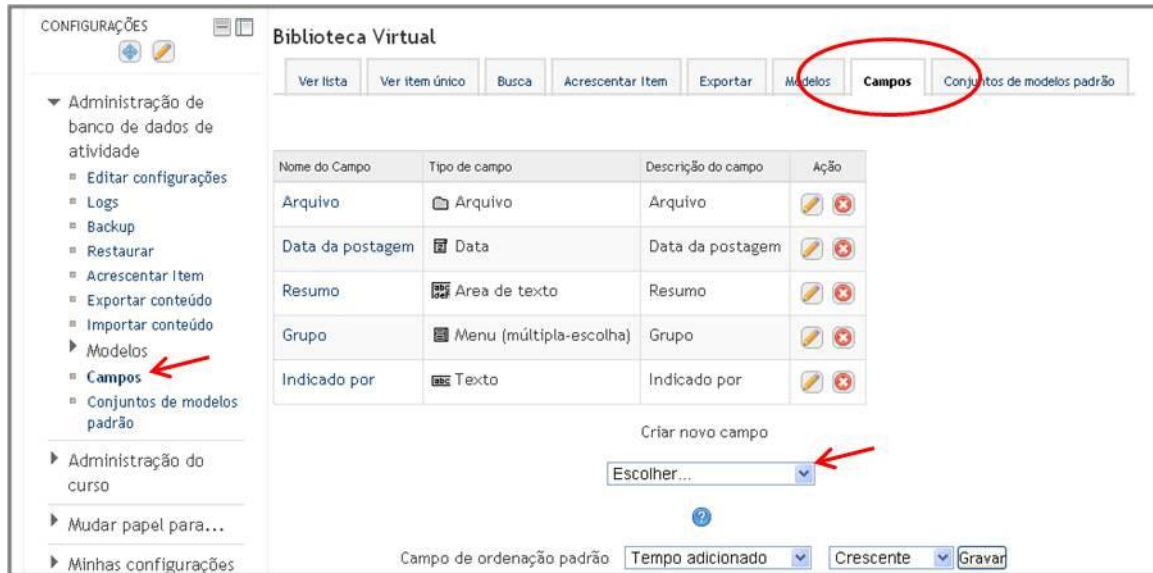 CONFIGURAÇÕES
Administração de
banco de dados de
atividade
Editar configurações
Logs
Backup
Restaurar
Acrescentar Item
Exportar conteúdo
Importar conteúdo
Modelos
Campos
Conjuntos de modelos
padrão
Administração do
curso
Mudar papel para...
Minhas configurações
Biblioteca Virtual
Ver lista Ver item único Busca Acrescentar Item Exportar Modelos Campos Conjuntos de modelos padrão
Nome do Campo Tipo de campo Descrição do campo Ação
Arquivo Arquivo Arquivo
Data da postagem Data Data da postagem
Resumo Area de texto Resumo
Grupo Menu (múltipla-escolha) Grupo
Indicado por Texto Indicado por
Criar novo campo
Escolher...
Campo de ordenação padrão Tempo adicionado Crescente Gravar